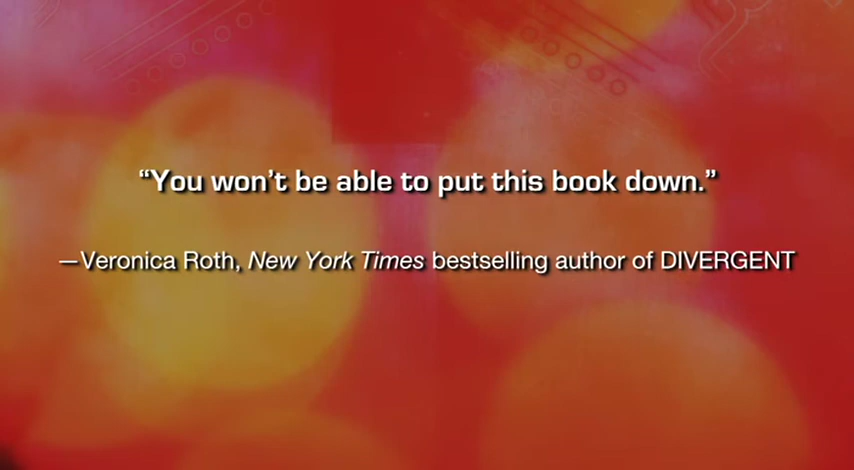 “You won’t be able to put this book down.”
—Veronica Roth, New York Times bestselling author of DIVERGENT